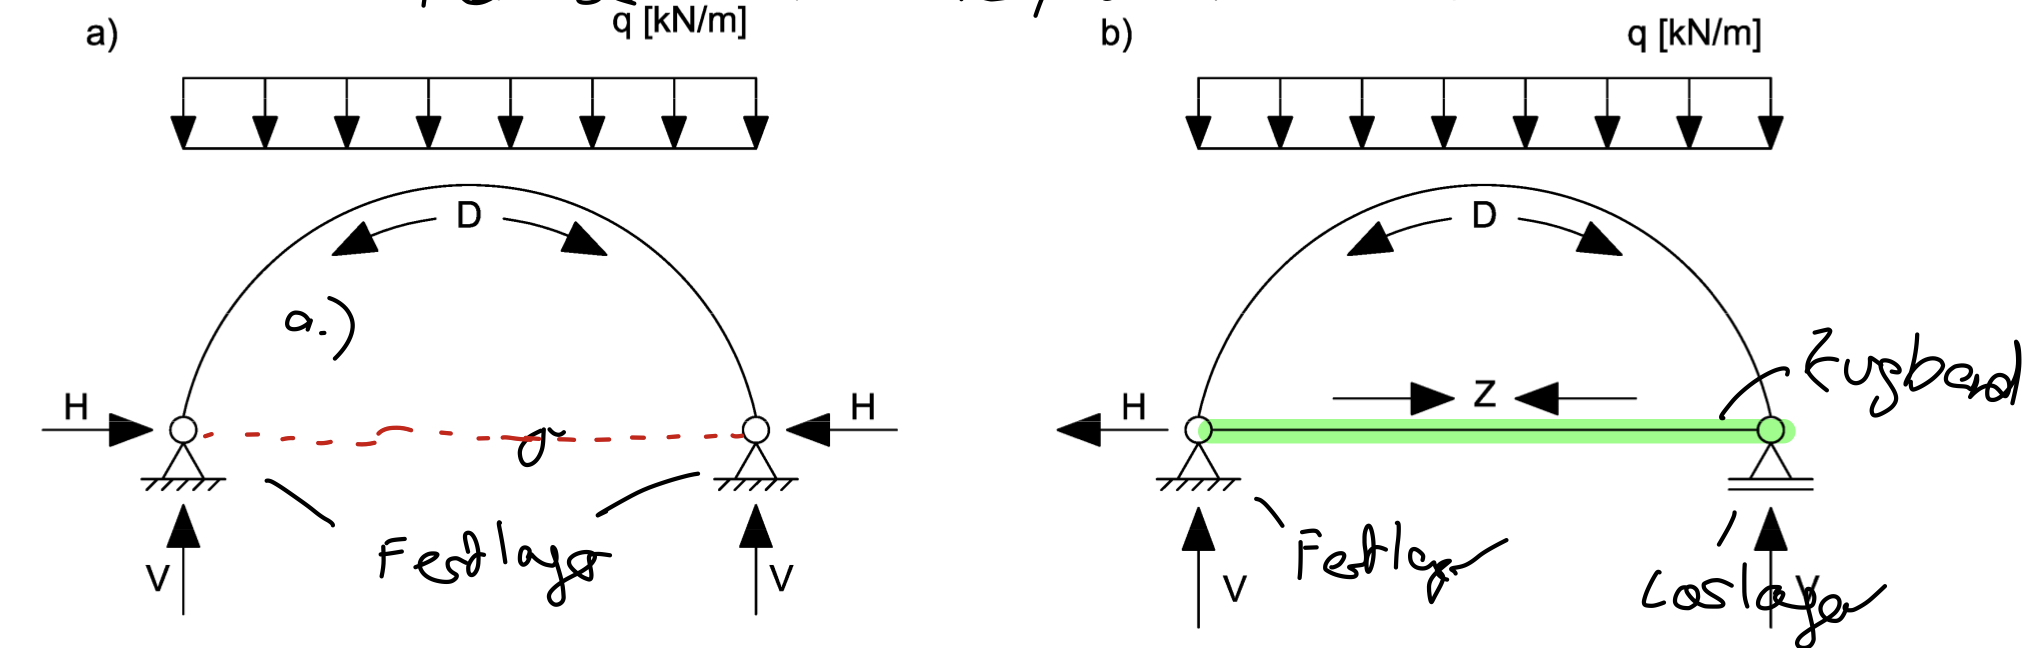 a)
q [kN/m]
D
a.)
H
H
Festlager
V
V
b)
q [kN/m]
D
Zugband
H
Z
Festlager
Loslager
V
V